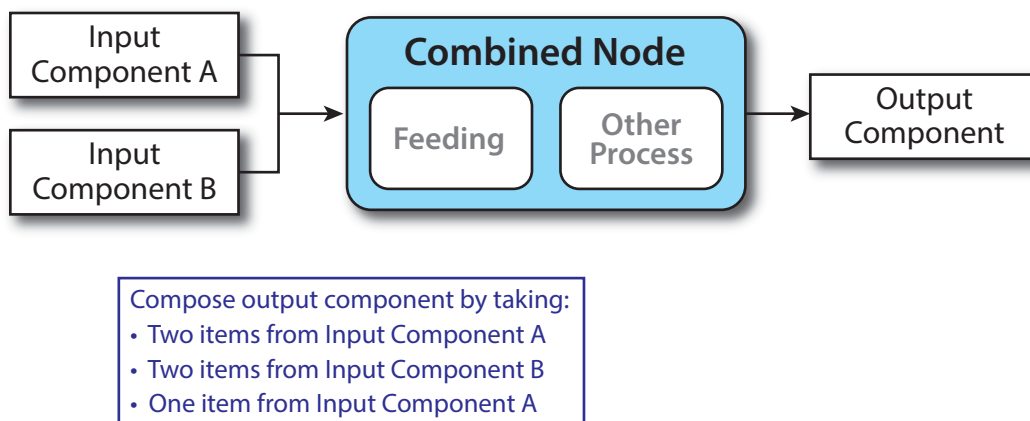 Input
Component A
Input
Component B
Combined Node
Feeding
Other
Process
Output
Component
Compose output component by taking:
• Two items from Input Component A
• Two items from Input Component B
• One item from Input Component A